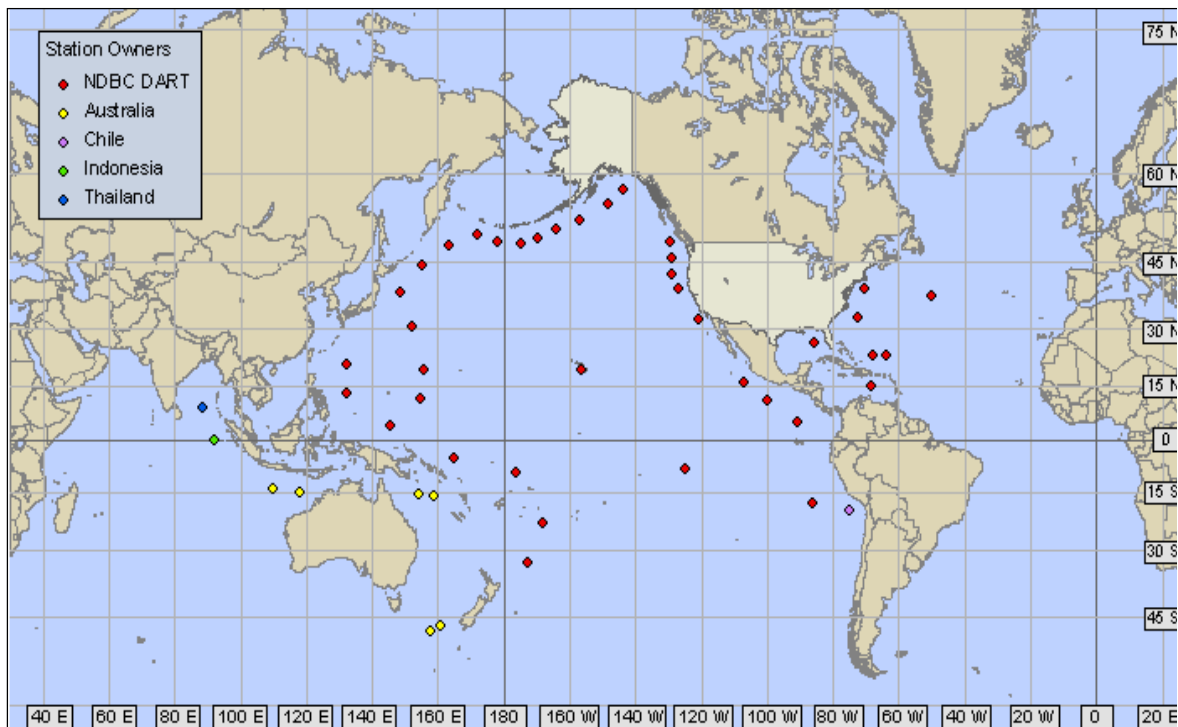 Station Owners
NDBC DART
Australia
Chile
Indonesia
Thailand
75 N
60 N
45 N
30 N
15 N
0
15 S
30 S
45 S
40 E 60 E 80 E 100 E 120 E 140 E 160 E 180 160 W 140 W 120 W 100 W 80 W 60 W 40 W 20 W 0 20 E